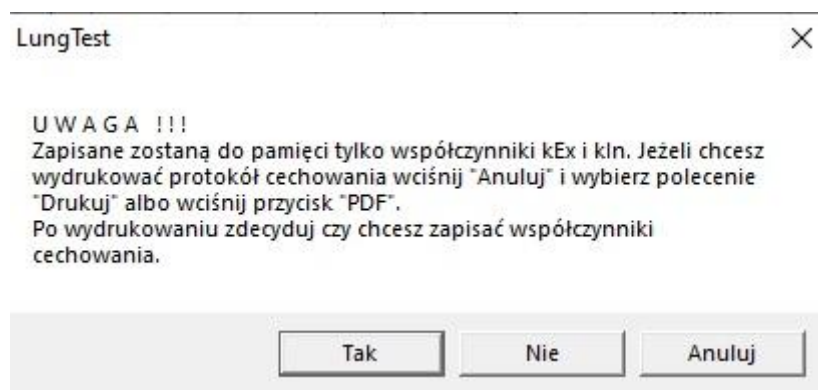 LungTest
U W A G A !!!
Zapisane zostaną do pamięci tylko współczynniki kEx i kIn. Jeżeli chcesz
wydrukować protokół cechowania wciśnij "Anuluj" i wybierz polecenie
"Drukuj" albo wciśnij przycisk "PDF".
Po wydrukowaniu zdecyduj czy chcesz zapisać współczynniki
cechowania.
Tak
Nie
Anuluj